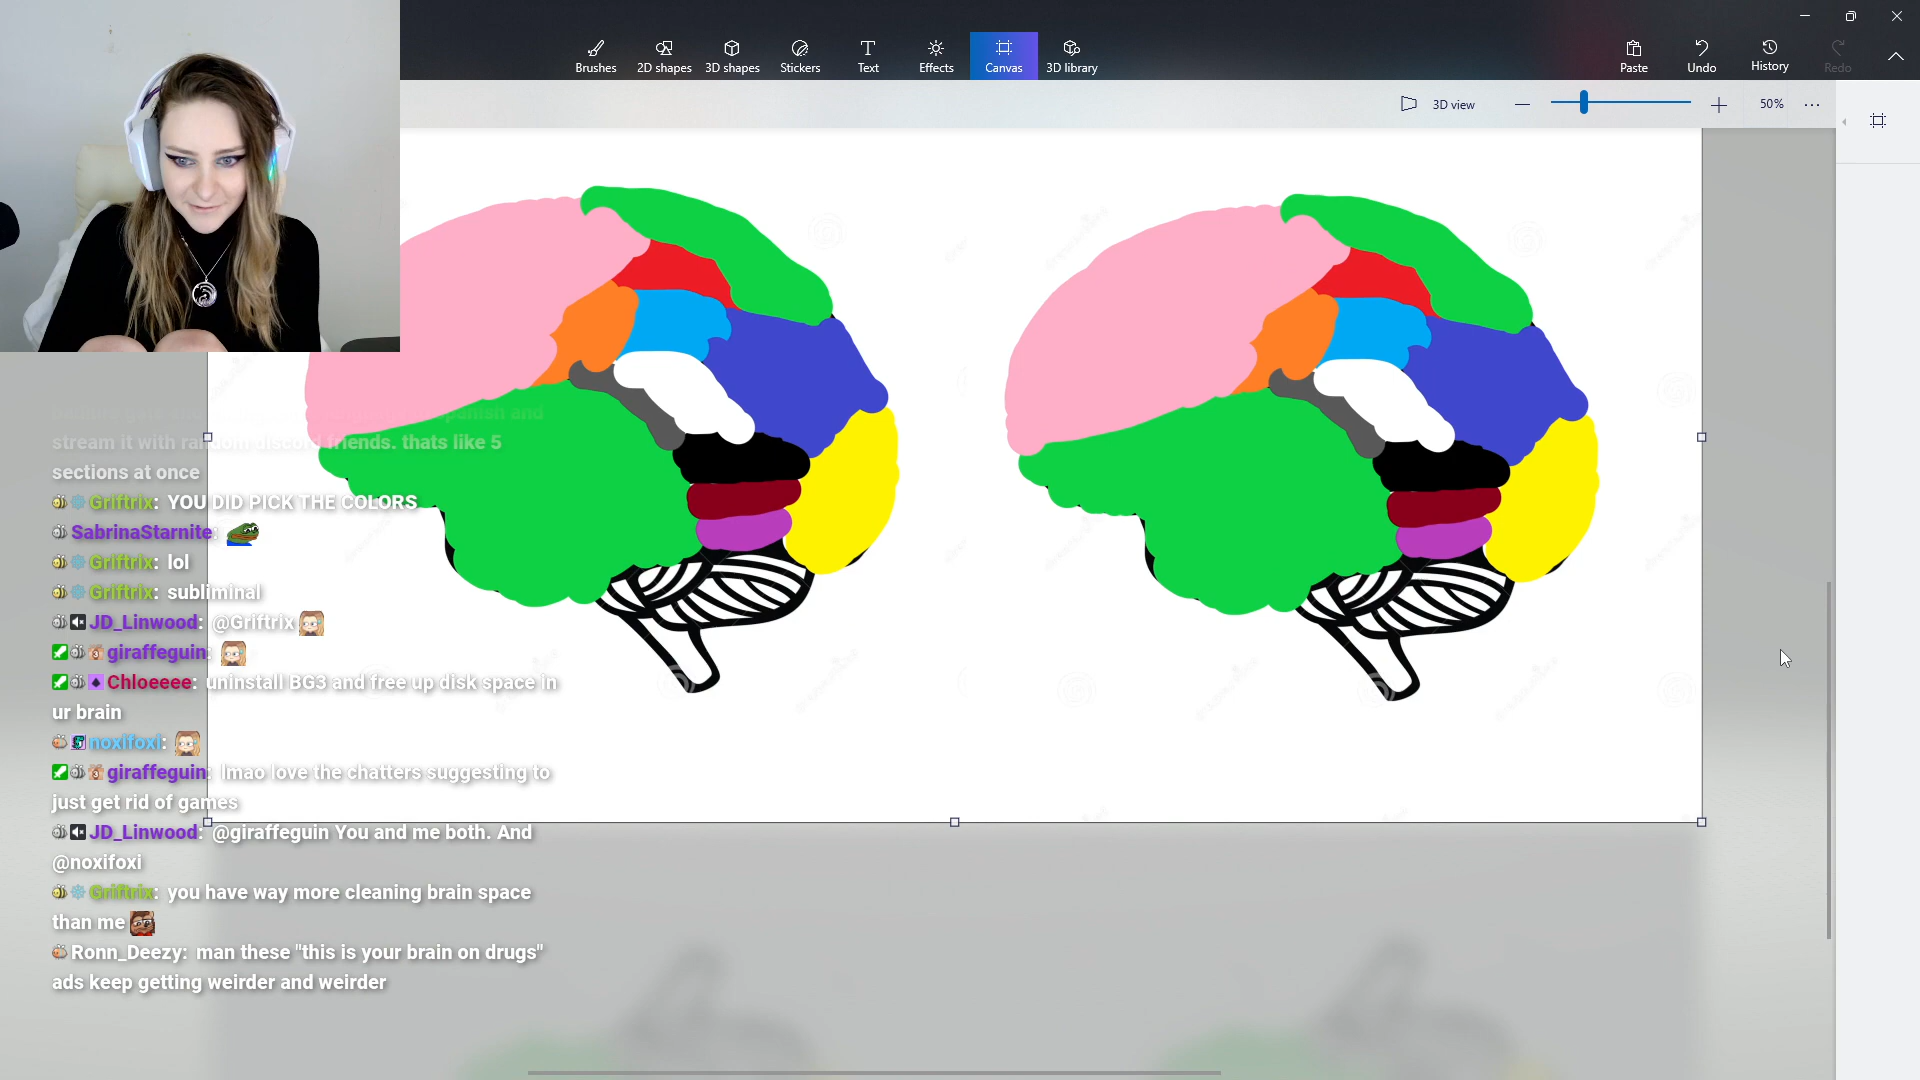 Brushes 2D shapes 3D shapes Stickers Text Effects Canvas 3D library Paste Undo History Redo
3D view 50%
stream it with random discord friends. thats like 5
sections at once
Griftrix: YOU DID PICK THE COLORS
SabrinaStarnite:
Griftrix: lol
Griftrix: subliminal
JD_Linwood: @Griftrix
giraffeguin:
Chloeeee: uninstall BG3 and free up disk space in
ur brain
noxifoxi:
giraffeguin: lmao love the chatters suggesting to
just get rid of games
JD_Linwood: @giraffeguin You and me both. And
@noxifoxi
Griftrix: you have way more cleaning brain space
than me
Ronn_Deezy: man these "this is your brain on drugs"
ads keep getting weirder and weirder